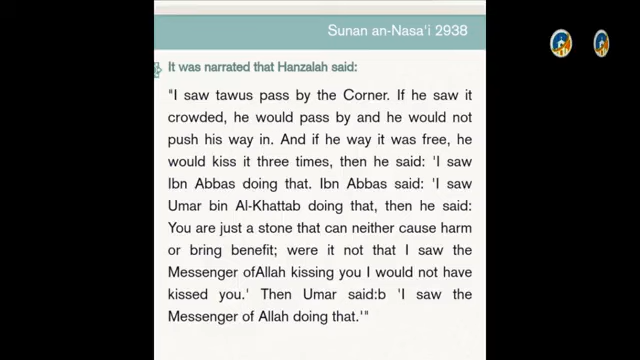 Sunan an-Nasa'i 2938
It was narrated that Hanzalah said:
"I saw tawus pass by the Corner. If he saw it
crowded, he would pass by and he would not
push his way in. And if he way it was free, he
would kiss it three times, then he said: 'I saw
Ibn Abbas doing that. Ibn Abbas said: 'I saw
Umar bin Al-Khattab doing that, then he said:
You are just a stone that can neither cause harm
or bring benefit; were it not that I saw the
Messenger ofAllah kissing you I would not have
kissed you.' Then Umar said:b 'I saw the
Messenger of Allah doing that.'"